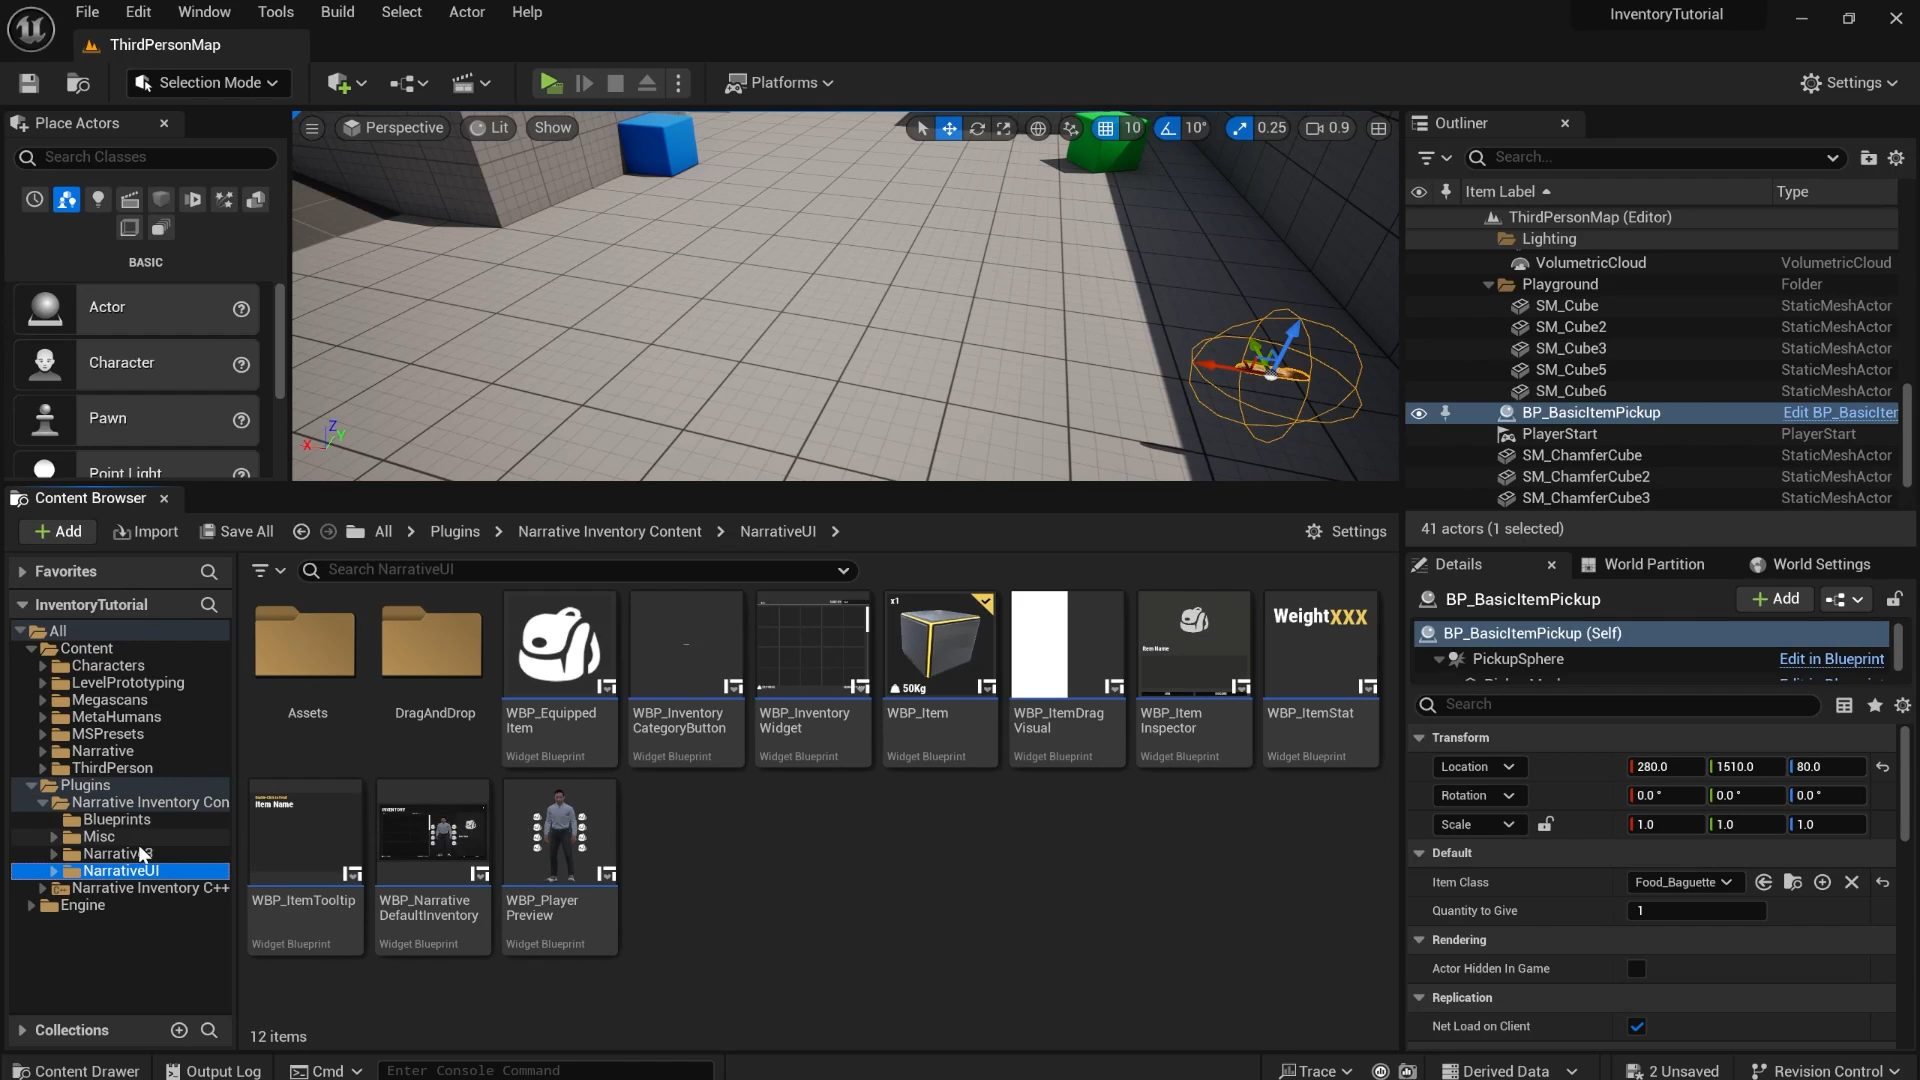 File Edit Window Tools Build Select Actor Help
InventoryTutorial
ThirdPersonMap
Selection Mode
Platforms
Settings
Place Actors
Search Classes
BASIC
Actor
Character
Pawn
Point Light
Perspective
Lit
Show
10
10°
0.25
0.9
Z
Y
X
Outliner
Search...
Item Label
Type
ThirdPersonMap (Editor)
Lighting
VolumetricCloud VolumetricCloud
Playground Folder
SM_Cube StaticMeshActor
SM_Cube2 StaticMeshActor
SM_Cube3 StaticMeshActor
SM_Cube5 StaticMeshActor
SM_Cube6 StaticMeshActor
BP_BasicItemPickup Edit BP_BasicIter
PlayerStart PlayerStart
SM_ChamferCube StaticMeshActor
SM_ChamferCube2 StaticMeshActor
SM_ChamferCube3 StaticMeshActor
41 actors (1 selected)
Content Browser
Add
Import
Save All
All
Plugins
Narrative Inventory Content
NarrativeUI
Settings
Favorites
InventoryTutorial
All
Content
Characters
LevelPrototyping
Megascans
MetaHumans
MSPresets
Narrative
ThirdPerson
Plugins
Narrative Inventory Con
Blueprints
Misc
NarrativeUI
Narrative Inventory C++
Engine
Collections
Search NarrativeUI
Assets
DragAndDrop
WBP_Equipped
Item
Widget Blueprint
WBP_Inventory
CategoryButton
Widget Blueprint
WBP_Inventory
Widget
Widget Blueprint
x1
50Kg
WBP_Item
Widget Blueprint
WBP_ItemDrag
Visual
Widget Blueprint
Item Name
WBP_Item
Inspector
Widget Blueprint
WeightXXX
WBP_ItemStat
Widget Blueprint
Item Name
WBP_ItemTooltip
Widget Blueprint
INVENTORY
WBP_Narrative
DefaultInventory
Widget Blueprint
WBP_Player
Preview
Widget Blueprint
12 items
Details
World Partition
World Settings
BP_BasicItemPickup
Add
BP_BasicItemPickup (Self)
PickupSphere Edit in Blueprint
Search
Transform
Location 280.0 1510.0 80.0
Rotation 0.0 ° 0.0 ° 0.0 °
Scale 1.0 1.0 1.0
Default
Item Class Food_Baguette
Quantity to Give 1
Rendering
Actor Hidden In Game
Replication
Net Load on Client
Content Drawer
Output Log
Cmd
Enter Console Command
Trace
Derived Data
2 Unsaved
Revision Control